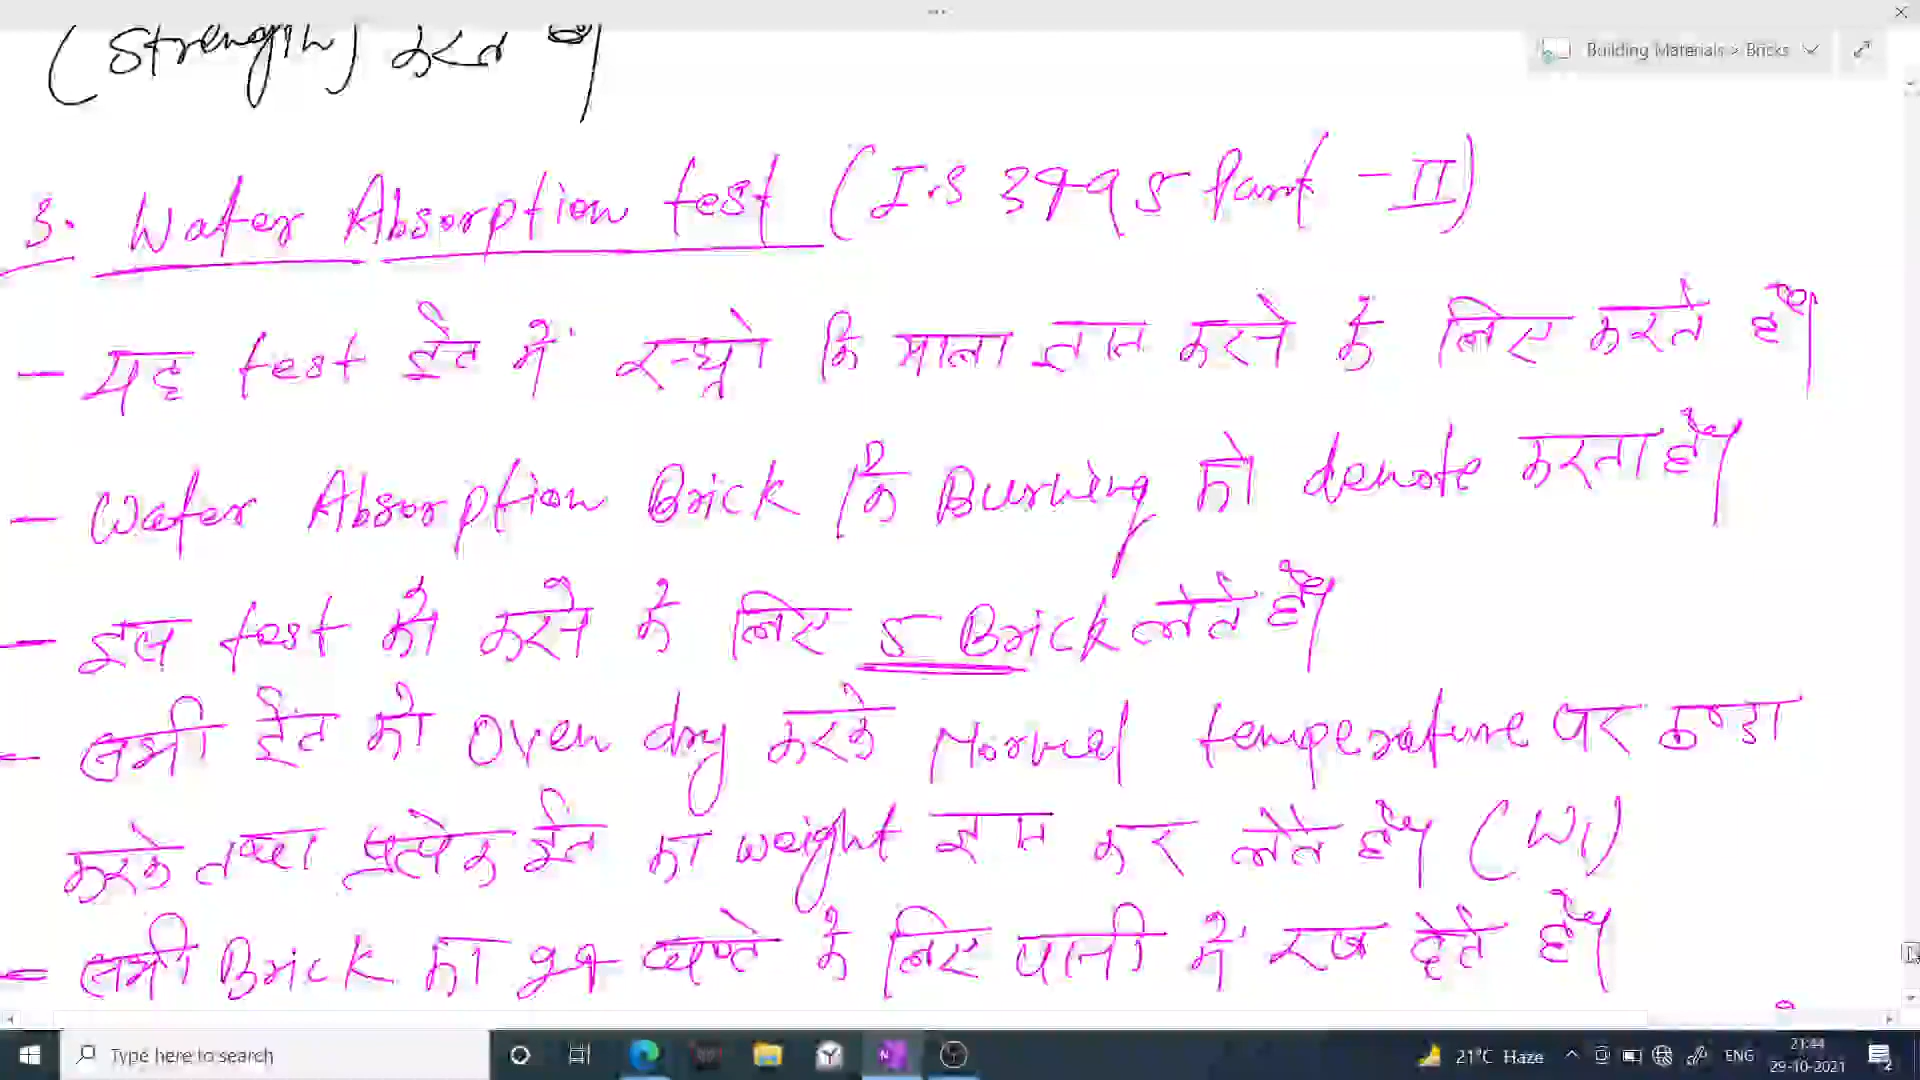 (Strength) करते है।
Building Materials > Bricks
3. Water Absorption test (I.S 3495 Part - II)
- यह test ईंट में रन्ध्रो कि मात्रा ज्ञात करने के लिए करते है।
- Water Absorption Brick कि Burning को denote करता है।
- इस test को करने के लिए 5 Brick लेते है।
- सभी ईंट को Oven dry करके Normal temperature पर ठण्डा
करके तथा प्रत्येक ईंट का weight ज्ञात कर लेते है। (W1)
- सभी Brick का 24 घण्टे के लिए पानी में रख देते है।
Type here to search
21°C Haze
ENG
21:44
29-10-2021